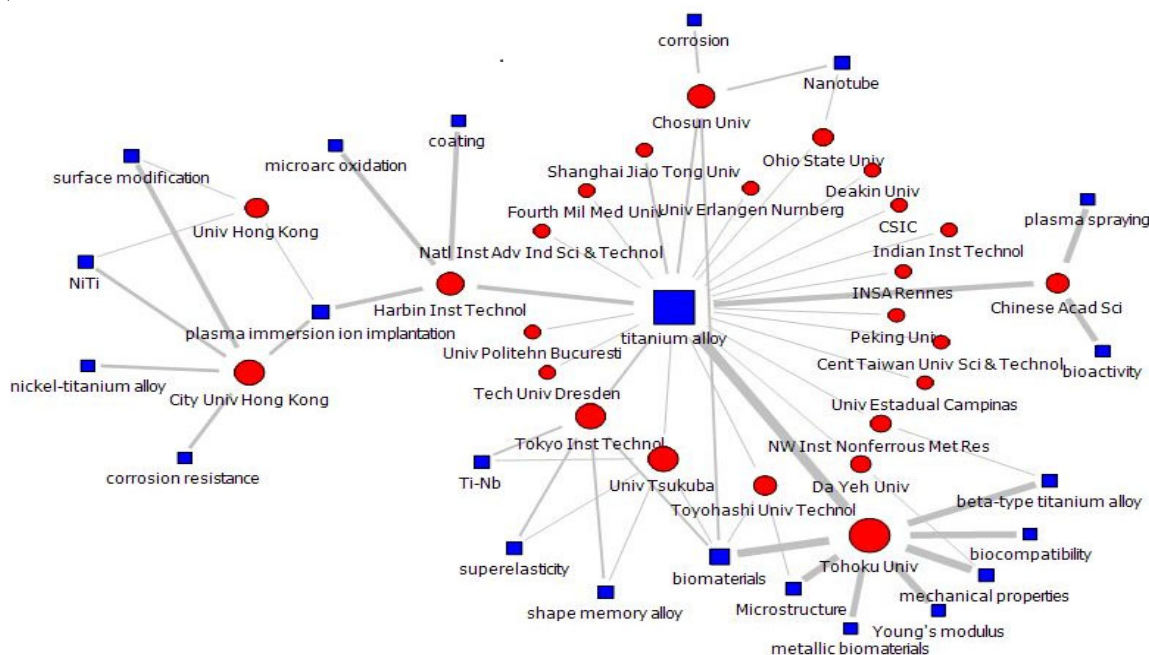 corrosion
Nanotube
Chosun Univ
coating
microarc oxidation
Ohio State Univ
surface modification
Shanghai Jiao Tong Univ
Deakin Univ
Fourth Mil Med Univ
Univ Erlangen Nurnberg
CSIC
plasma spraying
Univ Hong Kong
Natl Inst Adv Ind Sci & Technol
Indian Inst Technol
NiTi
INSA Rennes
Harbin Inst Technol
Chinese Acad Sci
plasma immersion ion implantation
titanium alloy
Peking Univ
Univ Politehn Bucuresti
Cent Taiwan Univ Sci & Technol
bioactivity
nickel-titanium alloy
City Univ Hong Kong
Tech Univ Dresden
Univ Estadual Campinas
Tokyo Inst Technol
NW Inst Nonferrous Met Res
corrosion resistance
Ti-Nb
Univ Tsukuba
Da Yeh Univ
Toyohashi Univ Technol
beta-type titanium alloy
biocompatibility
superelasticity
biomaterials
Tohoku Univ
mechanical properties
shape memory alloy
Microstructure
Young's modulus
metallic biomaterials